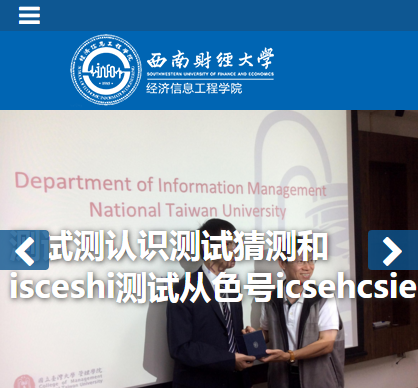 西南财经大学
SOUTHWESTERN UNIVERSITY OF FINANCE AND ECONOMICS
经济信息工程学院
Department of Information Management
National Taiwan University
测试测认识测试猜测和
isceshi测试从色号icsehcsie